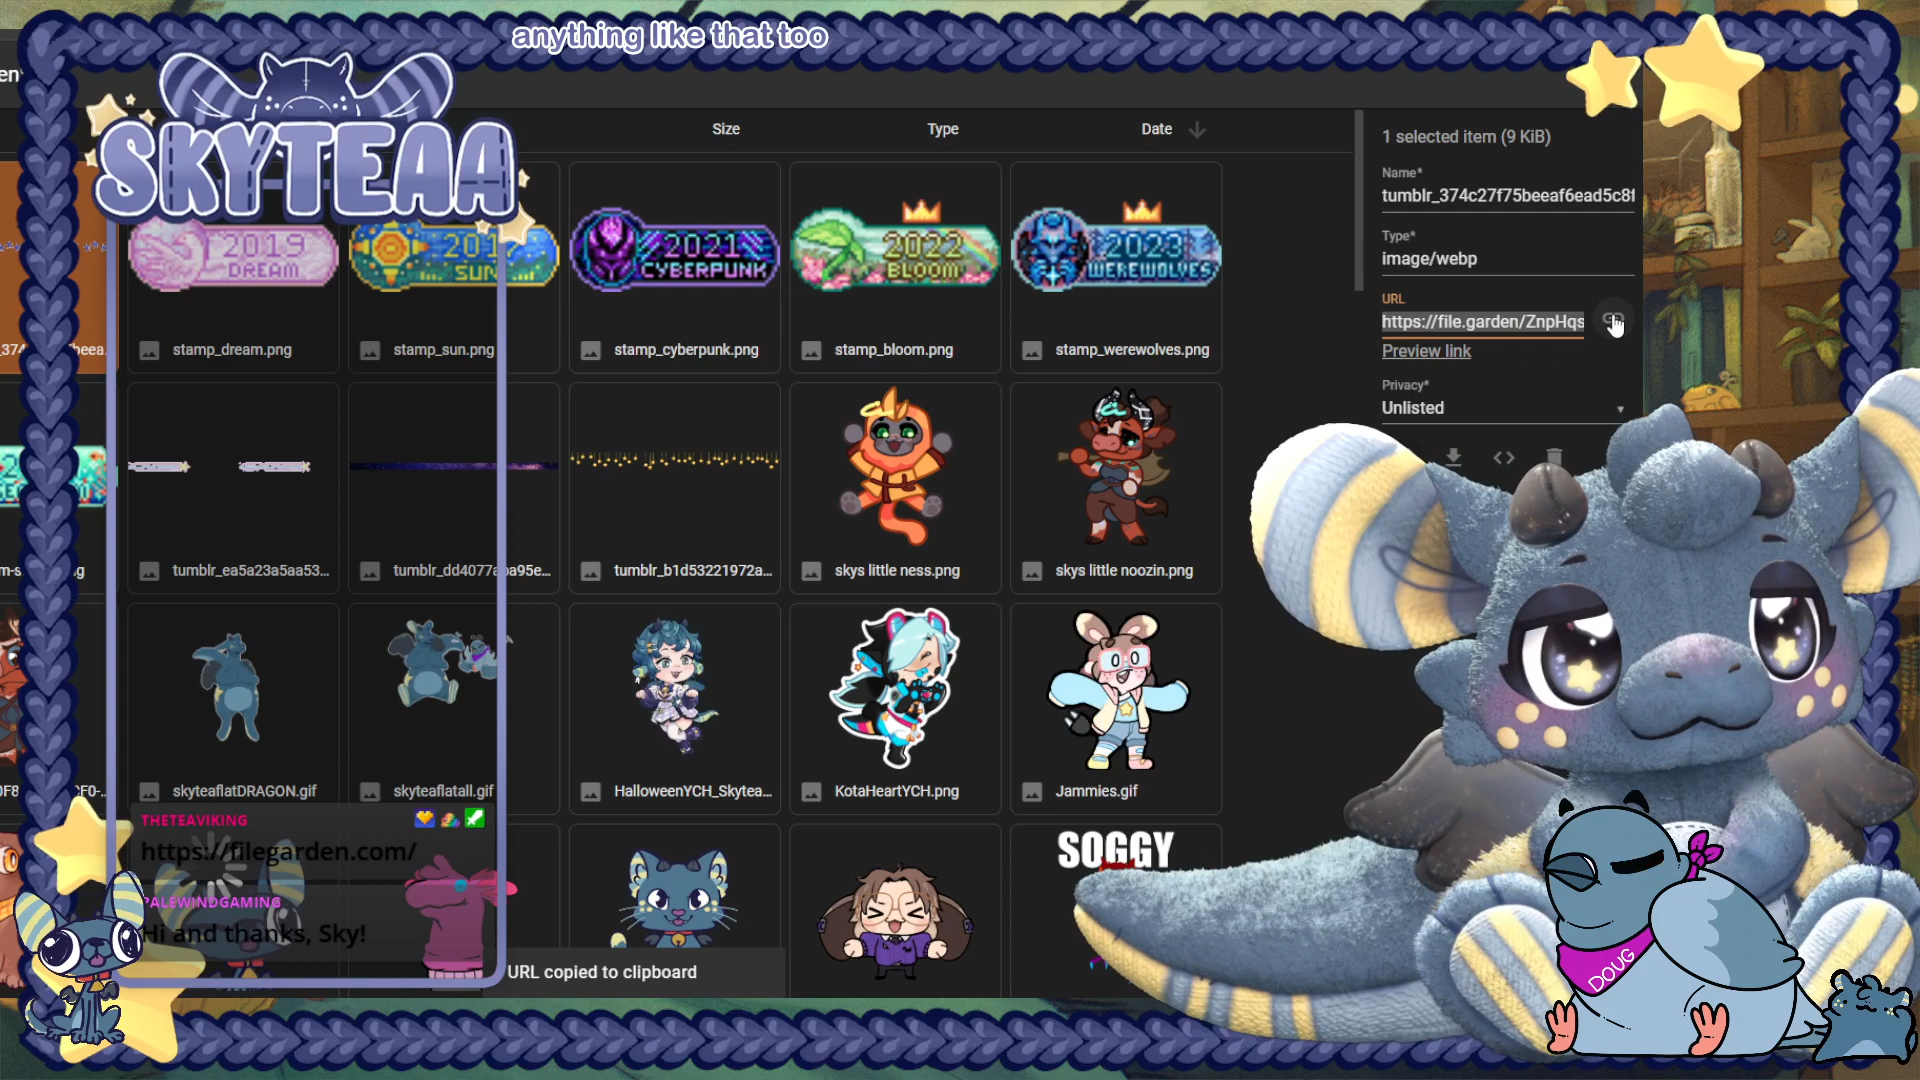 anything like that too
SKYTEAA
Size
Type
Date
2019
DREAM
SUN
2021
CYBERPUNK
2022
BLOOM
2023
WEREWOLVES
stamp_dream.png
stamp_sun.png
stamp_cyberpunk.png
stamp_bloom.png
stamp_werewolves.png
tumblr_ea5a23a5aa53...
tumblr_b1d53221972a...
skys little ness.png
skys little noozin.png
skyteaflatDRAGON.gif
skyteaflatall.gif
HalloweenYCH_Skytea...
KotaHeartYCH.png
Jammies.gif
SOGGY
1 selected item (9 KiB)
Name*
tumblr_374c27f75beeaf6ead5c8f
Type*
image/webp
URL
https://file.garden/ZnpHqs
Preview link
Privacy*
Unlisted
THETEAVIKING
https://filegarden.com/
PALEWINDGAMING
Hi and thanks, Sky!
URL copied to clipboard
DOUG